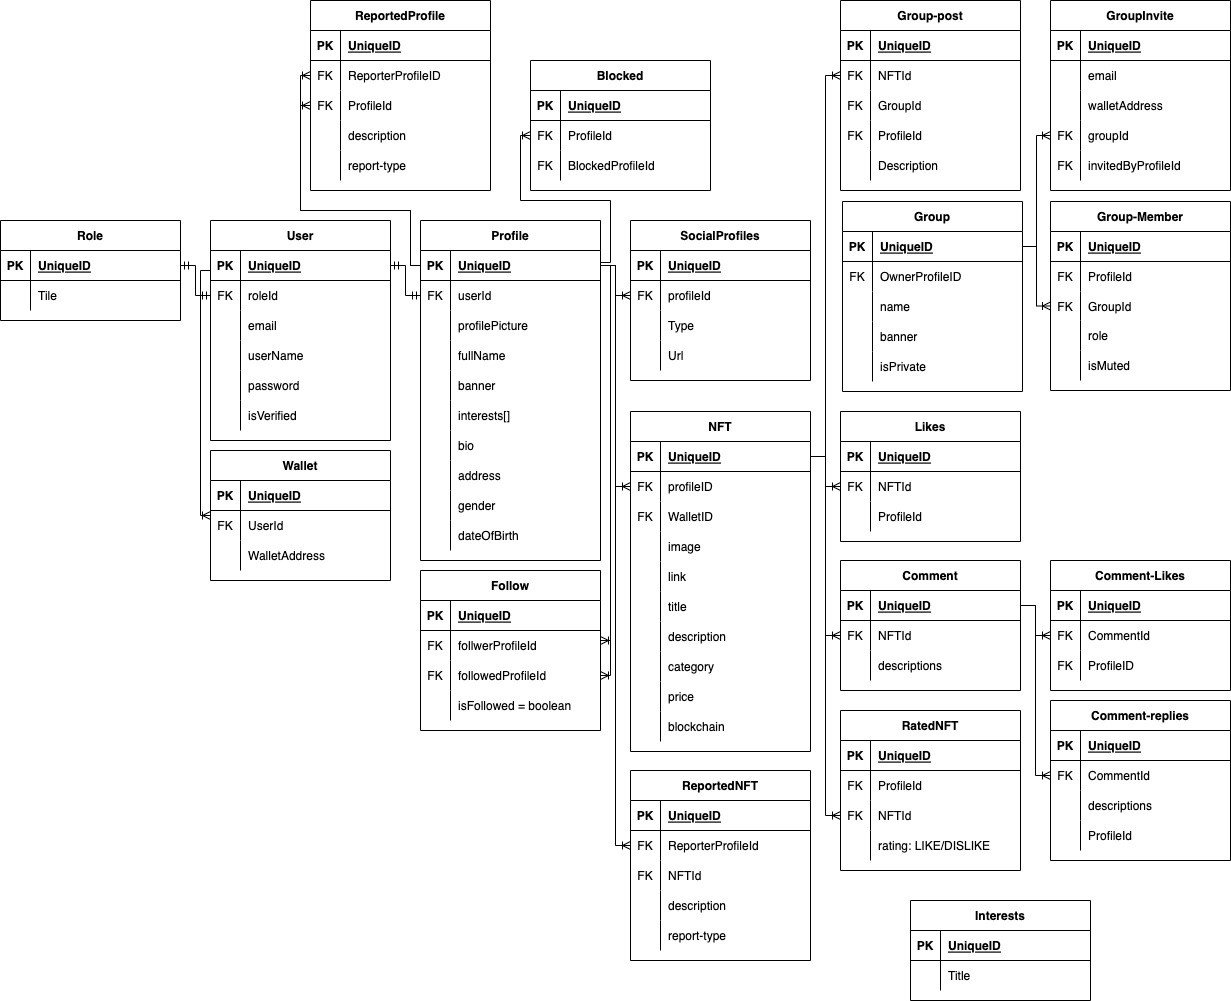 ReportedProfile
PK UniqueID
FK ReporterProfileID
FK ProfileId
description
report-type
Blocked
PK UniqueID
FK ProfileId
FK BlockedProfileId
Group-post
PK UniqueID
FK NFTId
FK GroupId
FK ProfileId
Description
GroupInvite
PK UniqueID
email
walletAddress
FK groupId
FK invitedByProfileId
Role
PK UniqueID
Tile
User
PK UniqueID
FK roleId
email
userName
password
isVerified
Profile
PK UniqueID
FK userId
profilePicture
fullName
banner
interests[]
bio
address
gender
dateOfBirth
SocialProfiles
PK UniqueID
FK profileId
Type
Url
Group
PK UniqueID
FK OwnerProfileID
name
banner
isPrivate
Group-Member
PK UniqueID
FK ProfileId
FK GroupId
role
isMuted
Wallet
PK UniqueID
FK UserId
WalletAddress
Follow
PK UniqueID
FK follwerProfileId
FK followedProfileId
isFollowed = boolean
NFT
PK UniqueID
FK profileID
FK WalletID
image
link
title
description
category
price
blockchain
Likes
PK UniqueID
FK NFTId
ProfileId
Comment
PK UniqueID
FK NFTId
descriptions
Comment-Likes
PK UniqueID
FK CommentId
FK ProfileID
RatedNFT
PK UniqueID
FK ProfileId
FK NFTId
rating: LIKE/DISLIKE
Comment-replies
PK UniqueID
FK CommentId
descriptions
ProfileId
ReportedNFT
PK UniqueID
FK ReporterProfileId
FK NFTId
description
report-type
Interests
PK UniqueID
Title